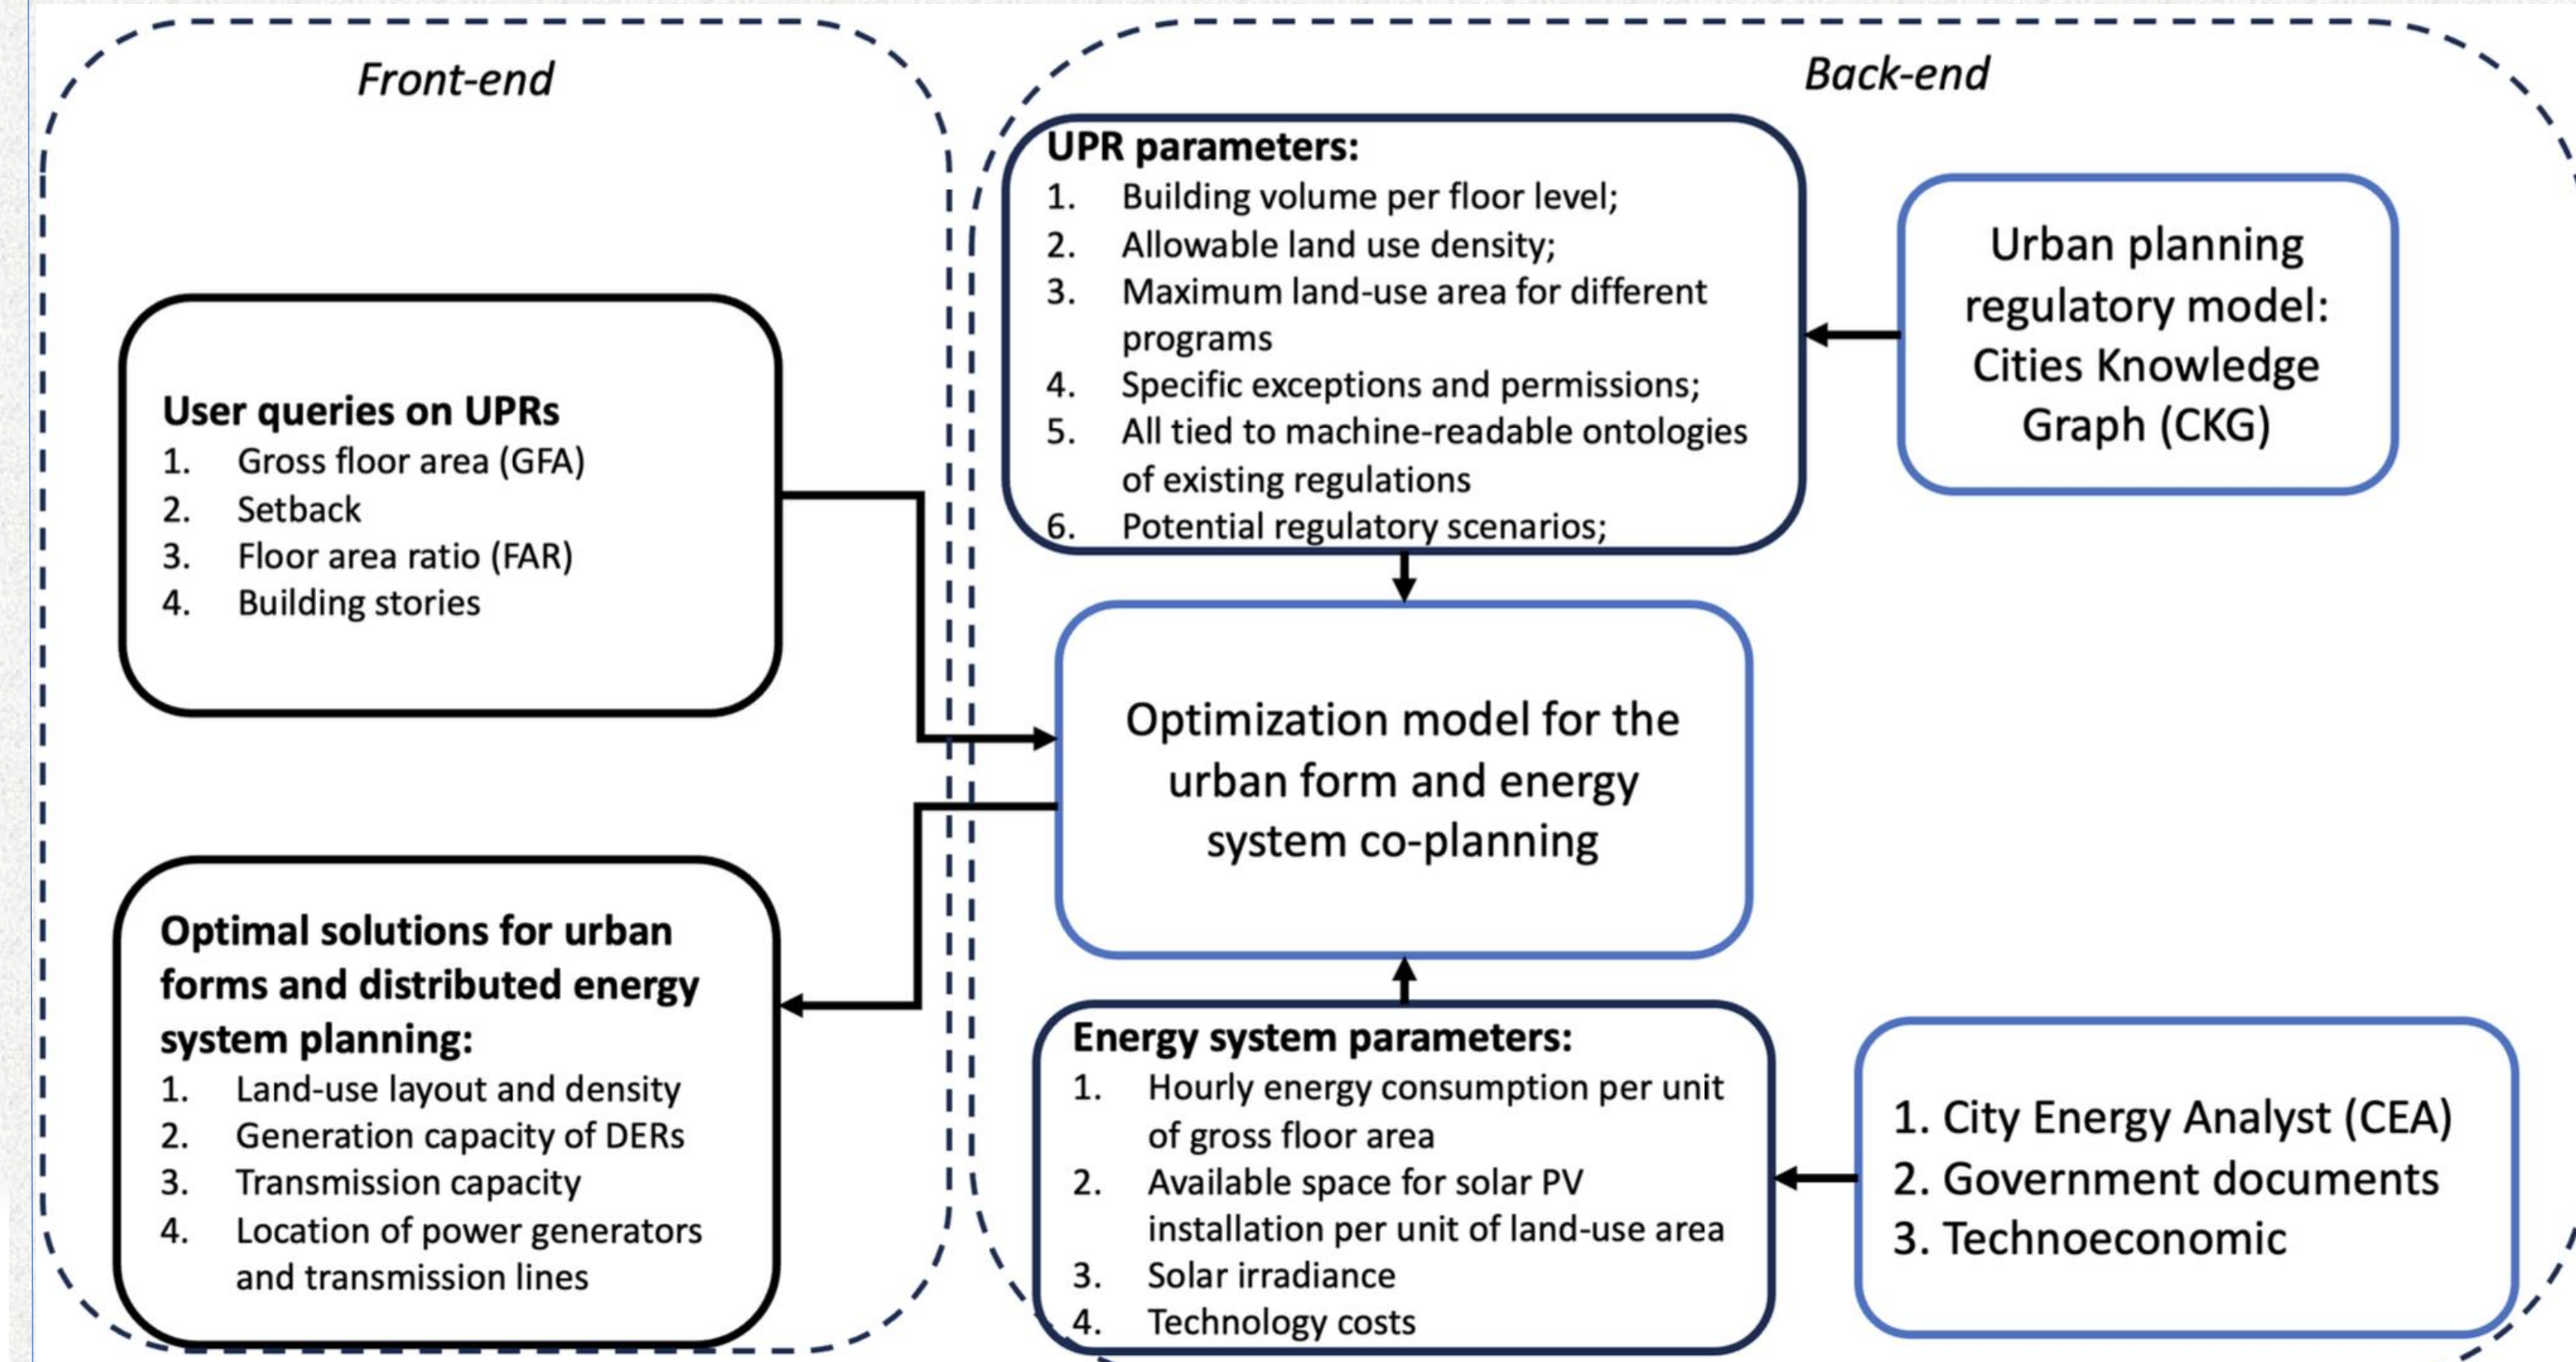 Front-end
User queries on UPRs
1. Gross floor area (GFA)
2. Setback
3. Floor area ratio (FAR)
4. Building stories
Optimal solutions for urban
forms and distributed energy
system planning:
1. Land-use layout and density
2. Generation capacity of DERs
3. Transmission capacity
4. Location of power generators
and transmission lines
Back-end
UPR parameters:
1. Building volume per floor level;
2. Allowable land use density;
3. Maximum land-use area for different
programs
4. Specific exceptions and permissions;
5. All tied to machine-readable ontologies
of existing regulations
6. Potential regulatory scenarios;
Urban planning
regulatory model:
Cities Knowledge
Graph (CKG)
Optimization model for the
urban form and energy
system co-planning
Energy system parameters:
1. Hourly energy consumption per unit
of gross floor area
2. Available space for solar PV
installation per unit of land-use area
3. Solar irradiance
4. Technology costs
1. City Energy Analyst (CEA)
2. Government documents
3. Technoeconomic